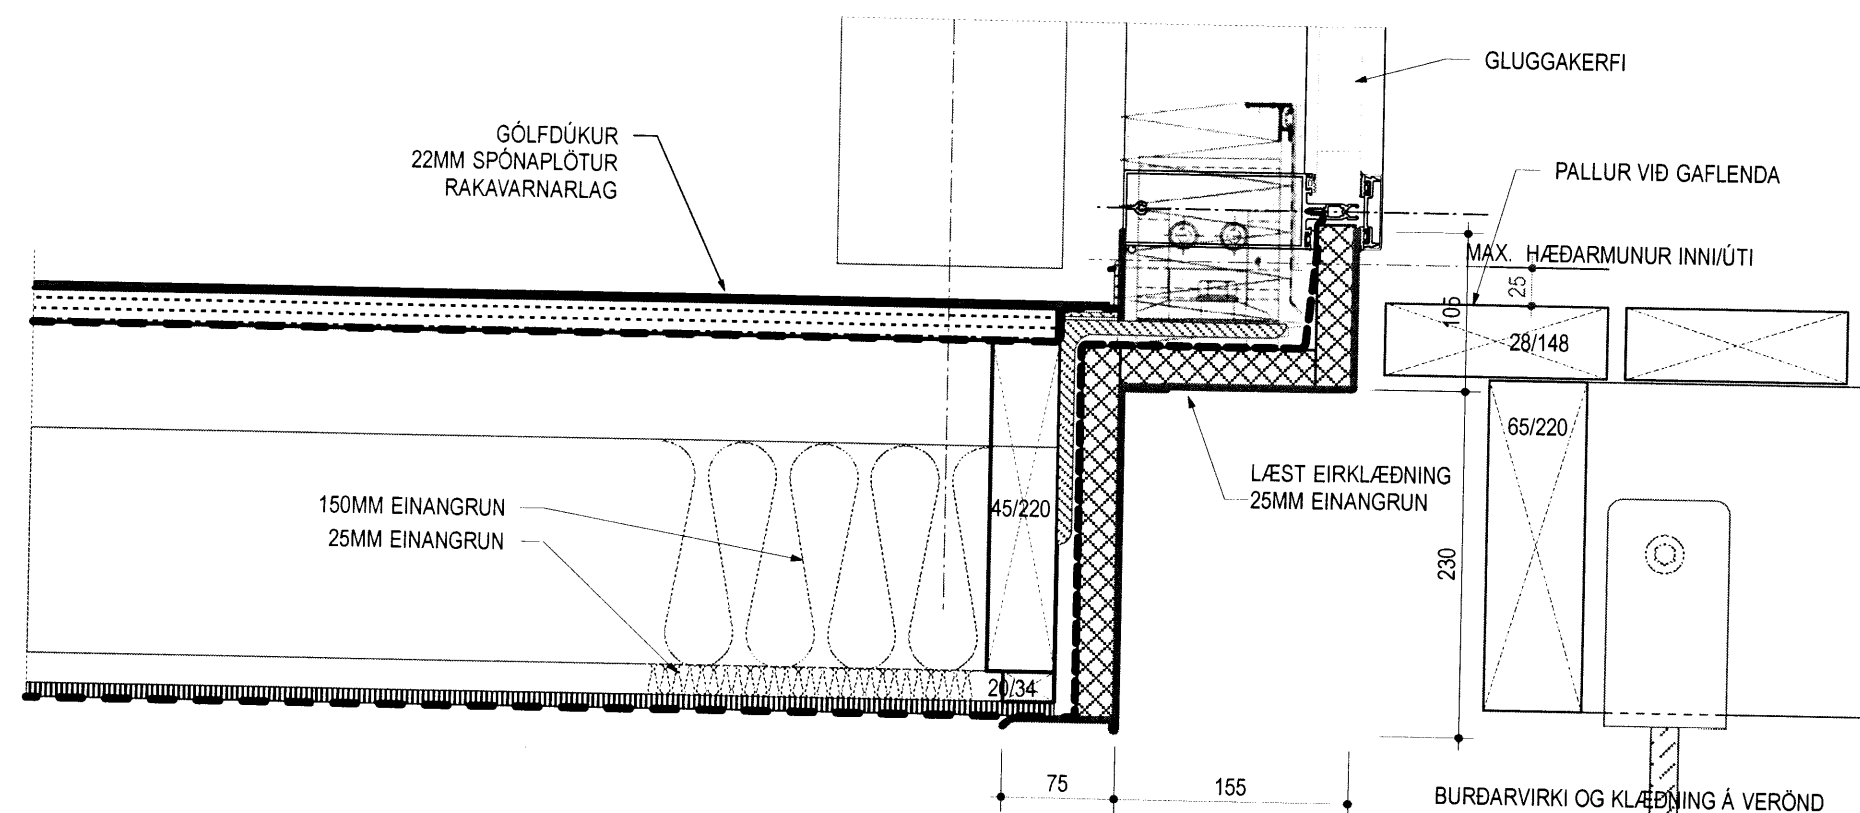 GLUGGAKERFI
GÓLFDÚKUR
22MM SPÓNAPLÖTUR
RAKAVARNARLAG
PALLUR VIÐ GAFLENDA
MAX. HÆÐARMUNUR INNI/ÚTI
25
105
28/148
65/220
LÆST EIRKLÆÐNING
25MM EINANGRUN
150MM EINANGRUN
25MM EINANGRUN
45/220
230
20/34
75
155
BURÐARVIRKI OG KLÆÐNING Á VERÖND